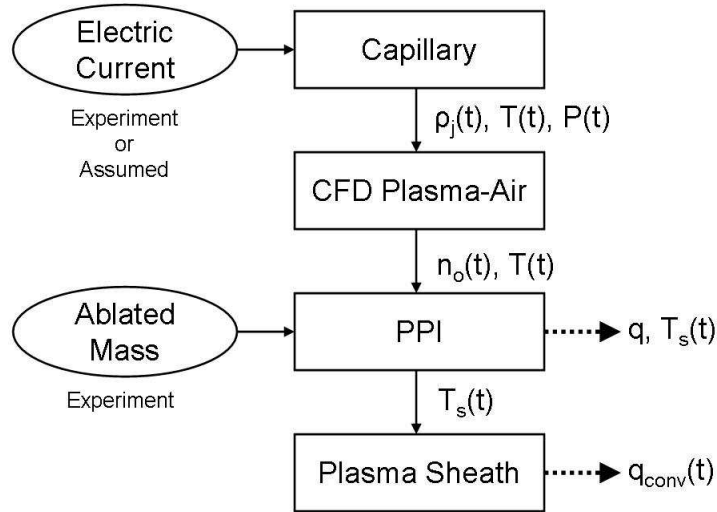 Electric
Current
Capillary
Experiment
or
Assumed
ρj(t), T(t), P(t)
CFD Plasma-Air
no(t), T(t)
Ablated
Mass
PPI
q, Ts(t)
Experiment
Ts(t)
Plasma Sheath
qconv(t)